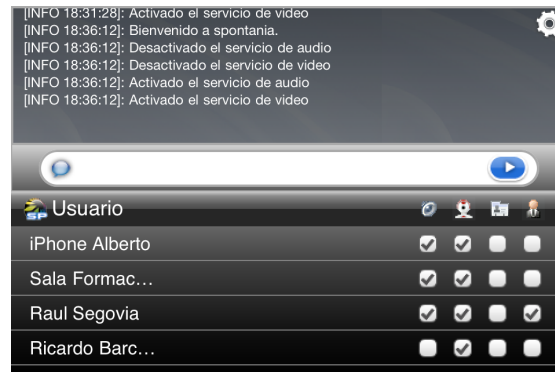 [INFO 18:31:28]: Activado el servicio de video
[INFO 18:36:12]: Bienvenido a spontania.
[INFO 18:36:12]: Desactivado el servicio de audio
[INFO 18:36:12]: Desactivado el servicio de video
[INFO 18:36:12]: Activado el servicio de audio
[INFO 18:36:12]: Activado el servicio de video
SP Usuario
iPhone Alberto
Sala Formac...
Raul Segovia
Ricardo Barc...